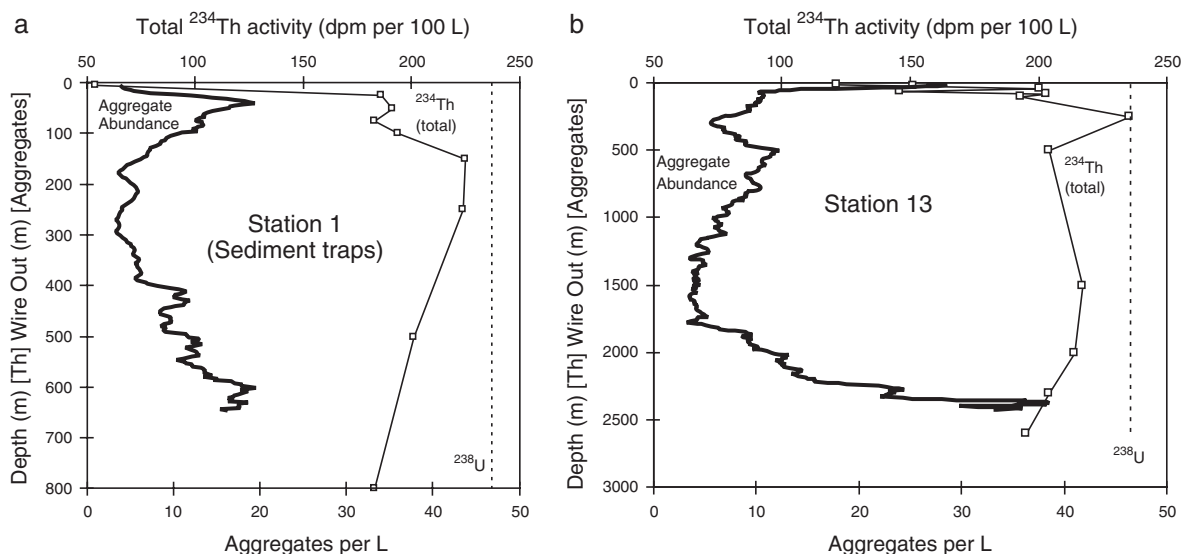 a
Total ²³⁴Th activity (dpm per 100 L)
50 100 150 200 250
Depth (m) [Th] Wire Out (m) [Aggregates]
0
100
200
300
400
500
600
700
800
Aggregate
Abundance
²³⁴Th
(total)
Station 1
(Sediment traps)
²³⁸U
0 10 20 30 40 50
Aggregates per L
b
Total ²³⁴Th activity (dpm per 100 L)
50 100 150 200 250
Depth (m) [Th] Wire Out (m) [Aggregates]
0
500
1000
1500
2000
2500
3000
Aggregate
Abundance
²³⁴Th
(total)
Station 13
²³⁸U
0 10 20 30 40 50
Aggregates per L